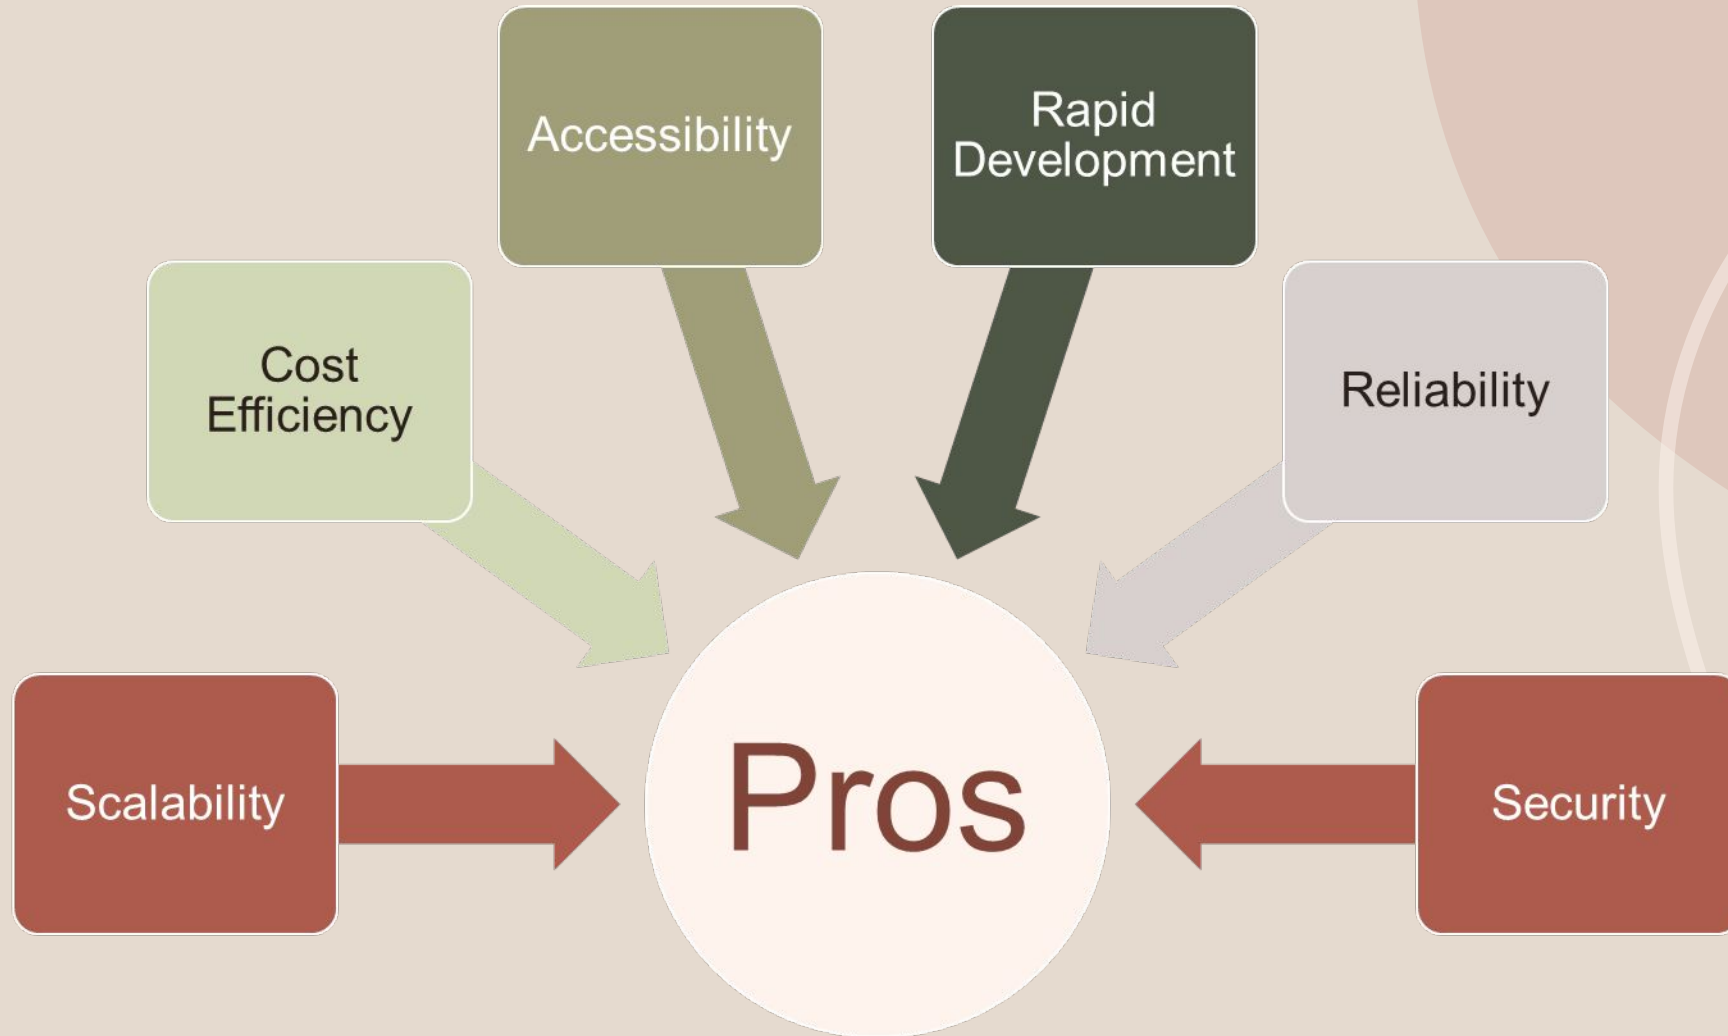 Accessibility
Rapid
Development
Cost
Efficiency
Reliability
Scalability
Pros
Security